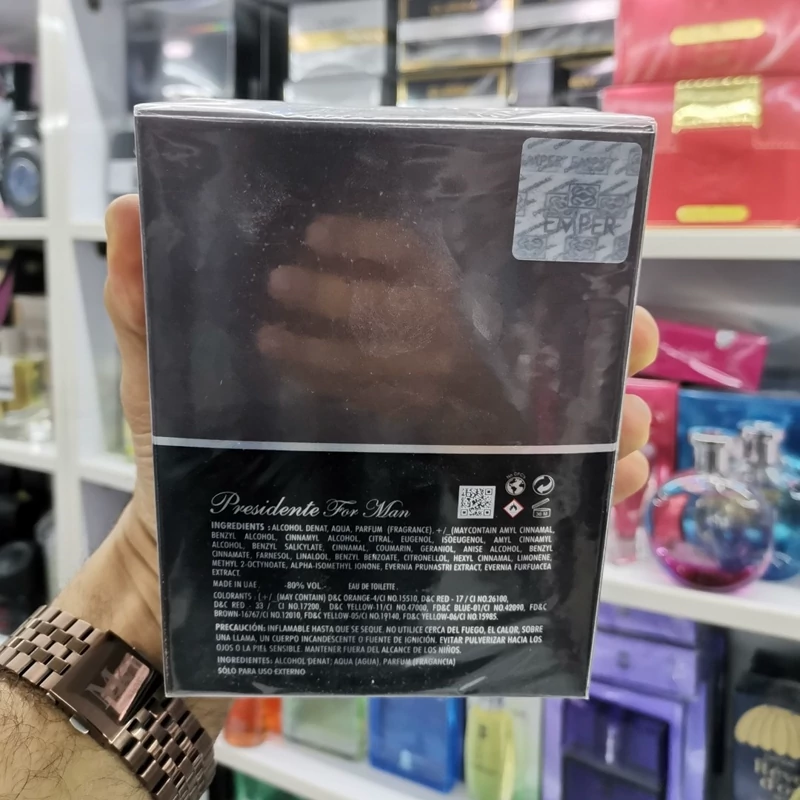 EMPER EMPER
EMPER
Presidente For Man
INGREDIENTS : ALCOHOL DENAT, AQUA, PARFUM (FRAGRANCE).+/_(MAYCONTAIN AMYL CINNAMAL,
BENZYL ALCOHOL, CINNAMYL ALCOHOL, CITRAL, EUGENOL, ISOEUGENOL, AMYL CINNAMYL
ALCOHOL, BENZYL SALICYLATE, CINNAMAL, COUMARIN, GERANIOL, ANISE ALCOHOL, BENZYL
CINNAMATE, FARNESOL, LINALOOL, BENZYL BENZOATE, CITRONELLOL, HEXYL CINNAMAL, LIMONENE,
METHYL 2-OCTYNOATE, ALPHA-ISOMETHYL IONONE, EVERNIA PRUNASTRI EXTRACT, EVERNIA FURFUACEA
EXTRACT.
MADE IN UAE -80% VOL - EAU DE TOILETTE.
COLORANTS : (+/_(MAY CONTAIN) D&C ORANGE-4/CI NO.15510, D&C RED - 17 / CI NO.26100,
D&C RED - 33 / CI NO.17200, D&C YELLOW-11/CI NO.47000, FD&C BLUE-01/CI NO.42090, FD&C
BROWN-16767/CI NO.12010, FD&C YELLOW-05/CI NO.19140, FD&C YELLOW-06/CI NO.15985.
PRECAUCIÓN: INFLAMABLE HASTA QUE SE SEQUE. NO UTILICE CERCA DEL FUEGO, EL CALOR, SOBRE
UNA LLAMA, UN CUERPO INCANDESCENTE O FUENTE DE IGNICIÓN. EVITAR PULVERIZAR HACIA LOS
OJOS O LA PIEL SENSIBLE. MANTENER FUERA DEL ALCANCE DE LOS NIÑOS.
INGREDIENTES: ALCOHOL DENAT; AQUA (AGUA), PARFUM (FRAGANCIA)
SÓLO PARA USO EXTERNO